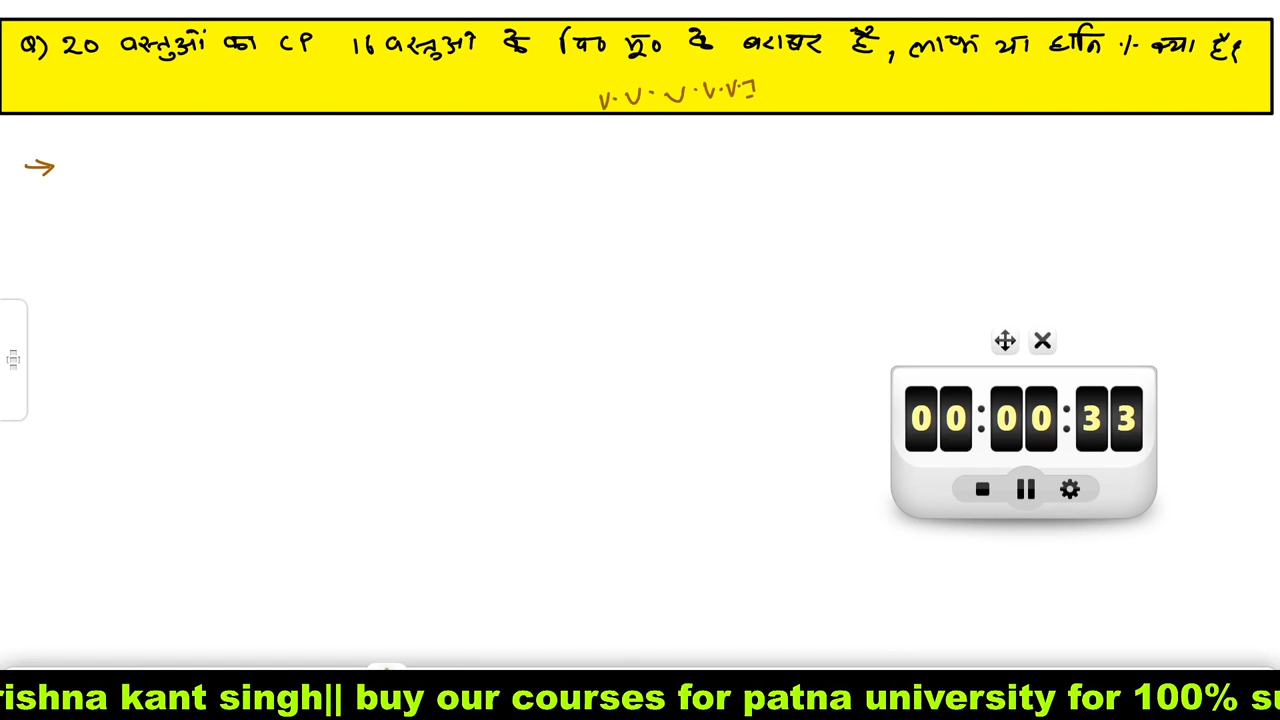 Q) 20 वस्तुओं का CP 16 वस्तुओं के वि० मू० के बराबर है, लाभ या हानि % क्या है?
V.V.V.V.V.I
→
00:00:33
rishna kant singh|| buy our courses for patna university for 100% su